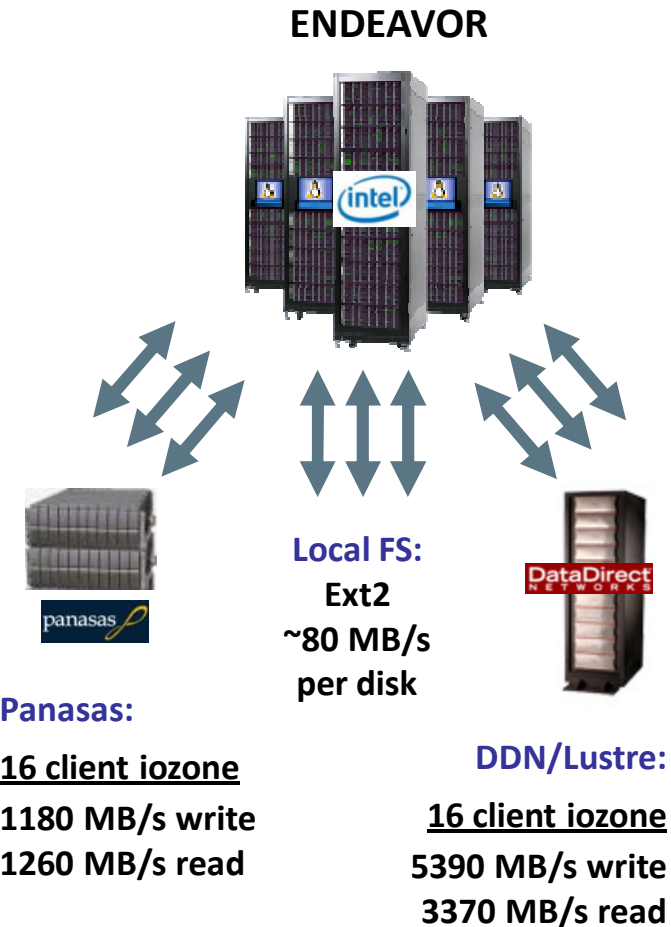 ENDEAVOR
intel
panasas
Local FS:
Ext2
~80 MB/s
per disk
DataDirect
NETWORKS
Panasas:
16 client iozone
1180 MB/s write
1260 MB/s read
DDN/Lustre:
16 client iozone
5390 MB/s write
3370 MB/s read